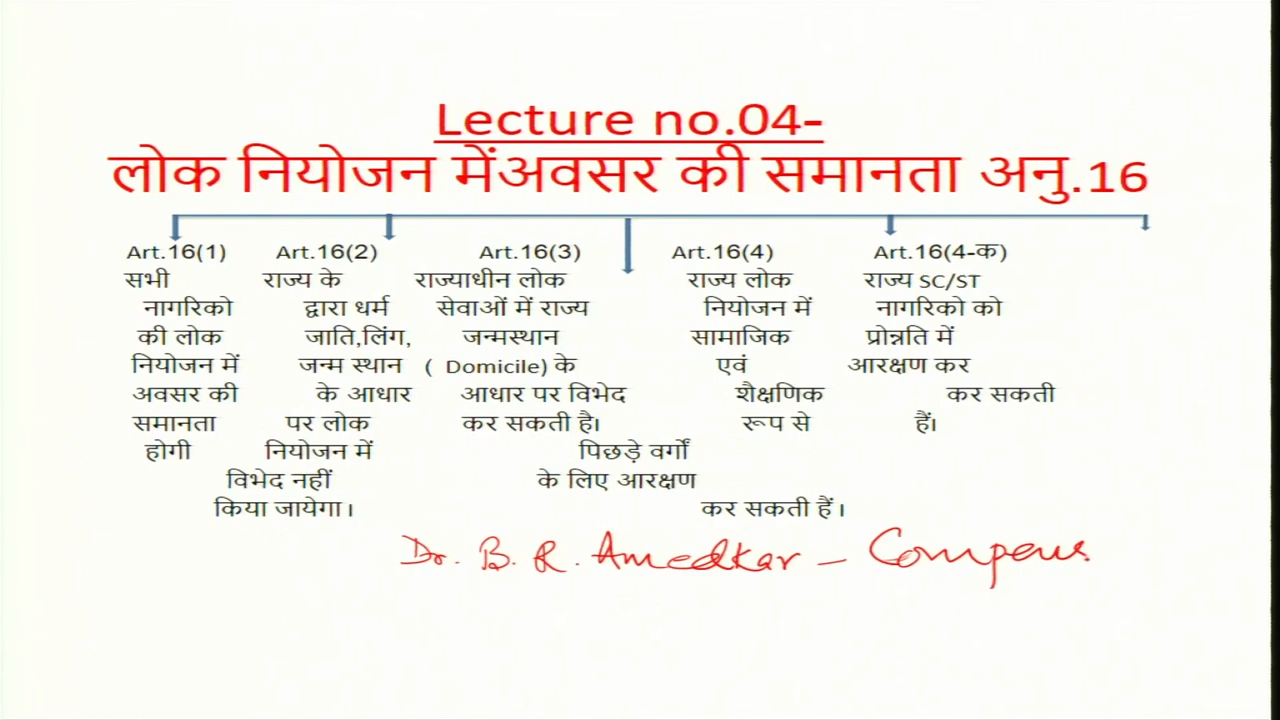 Lecture no.04-
लोक नियोजन मेंअवसर की समानता अनु.16
Art.16(1) Art.16(2) Art.16(3) Art.16(4) Art.16(4-क)
सभी राज्य के राज्याधीन लोक राज्य लोक राज्य SC/ST
नागरिको द्वारा धर्म सेवाओं में राज्य नियोजन में नागरिको को
की लोक जाति,लिंग, जन्मस्थान सामाजिक प्रोन्नति में
नियोजन में जन्म स्थान ( Domicile) के एवं आरक्षण कर
अवसर की के आधार आधार पर विभेद शैक्षणिक कर सकती
समानता पर लोक कर सकती है। रूप से हैं।
होगी नियोजन में पिछड़े वर्गों
विभेद नहीं के लिए आरक्षण
किया जायेगा। कर सकती हैं।
Dr. B. R. Amedkar – Compens